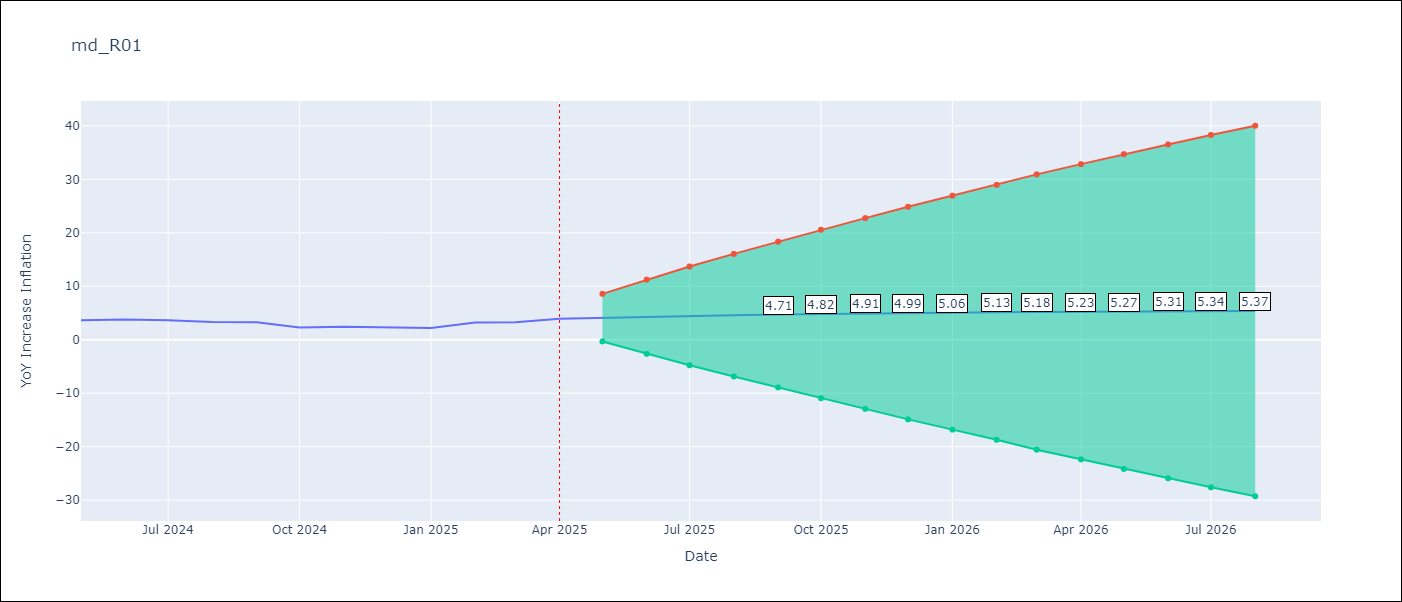 md_R01
YoY Increase Inflation
40
30
20
10
0
−10
−20
−30
4.71 4.82 4.91 4.99 5.06 5.13 5.18 5.23 5.27 5.31 5.34 5.37
Jul 2024 Oct 2024 Jan 2025 Apr 2025 Jul 2025 Oct 2025 Jan 2026 Apr 2026 Jul 2026
Date